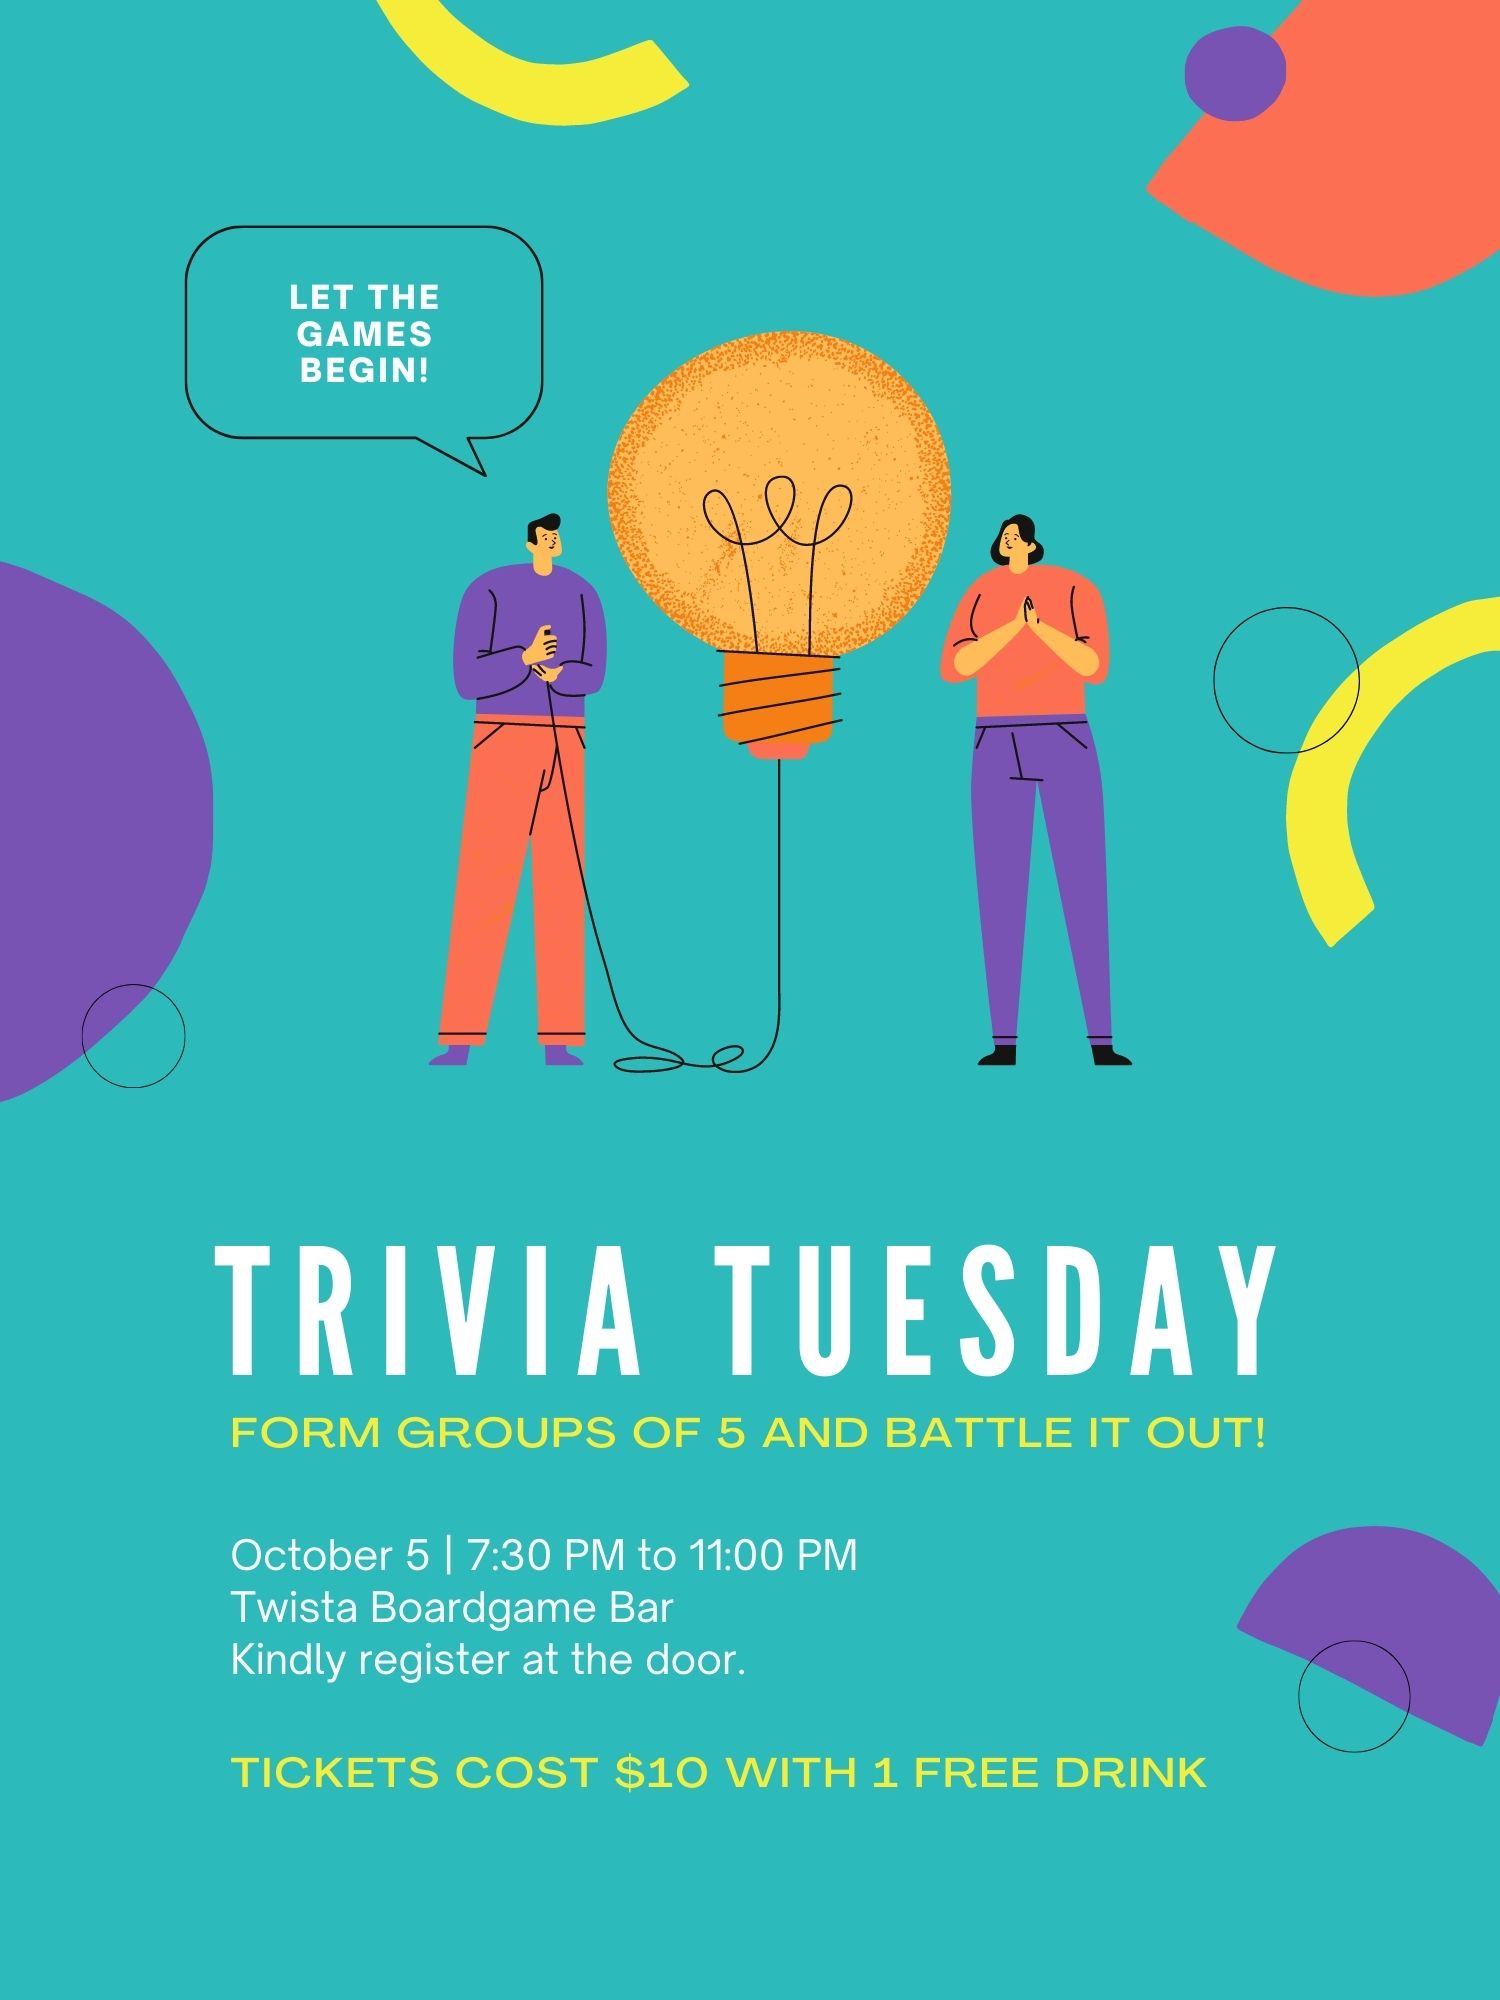 LET THE
GAMES
BEGIN!
TRIVIA TUESDAY
FORM GROUPS OF 5 AND BATTLE IT OUT!
October 5 | 7:30 PM to 11:00 PM
Twista Boardgame Bar
Kindly register at the door.
TICKETS COST $10 WITH 1 FREE DRINK